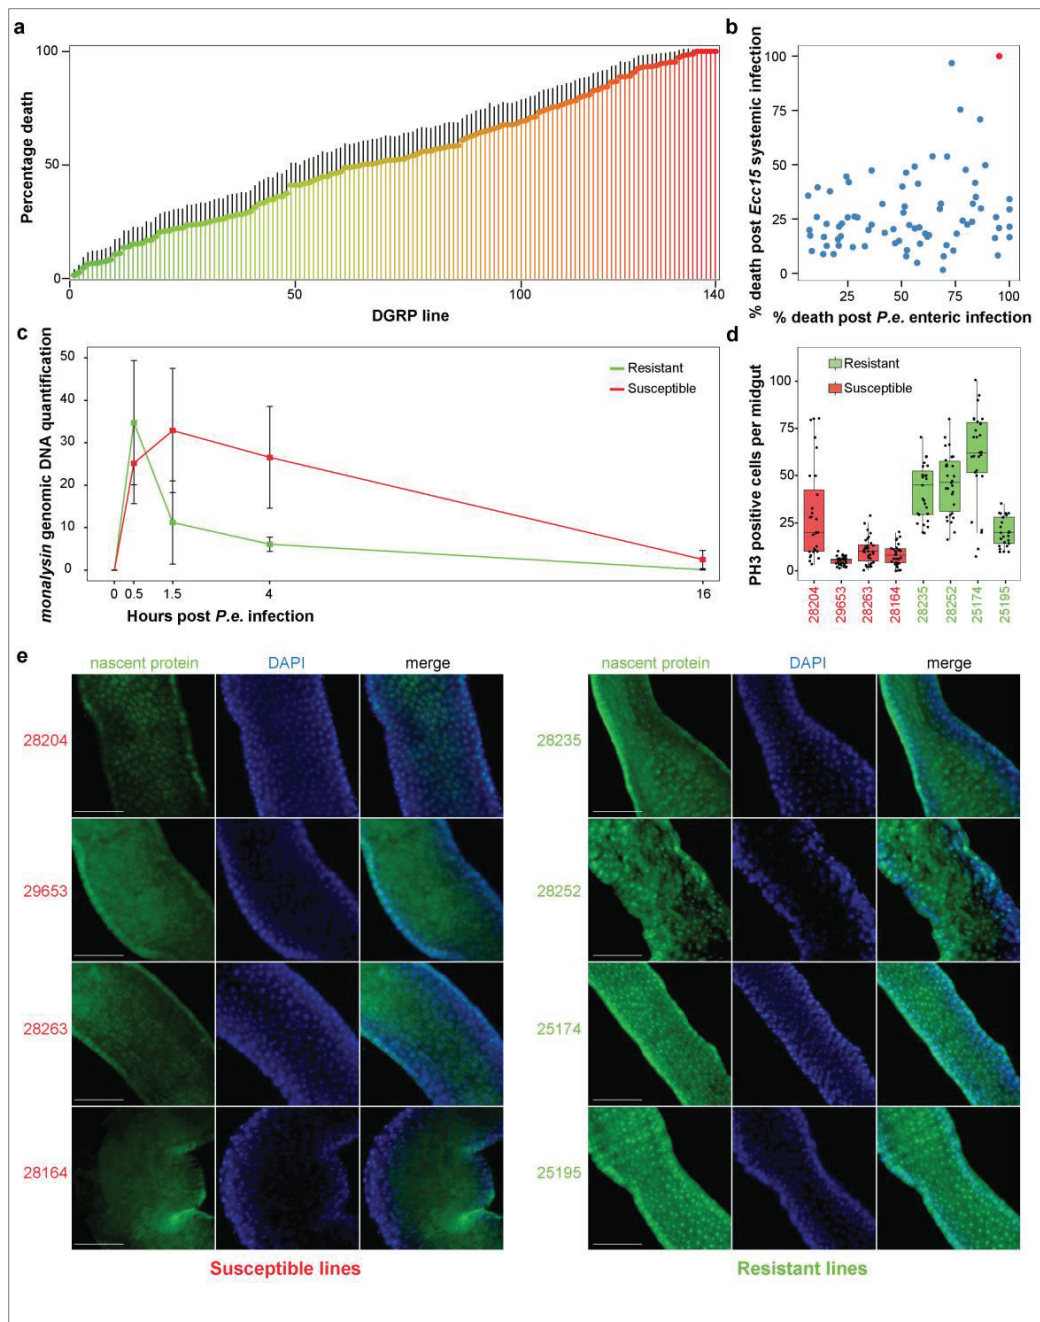 a
Percentage death
100
50
0
0
50
100
140
DGRP line
b
% death post Ecc15 systemic infection
100
75
50
25
0
25
50
75
100
% death post P.e. enteric infection
c
monalysin genomic DNA quantification
50
40
30
20
10
0
0
0.5
1.5
4
16
Hours post P.e. infection
Resistant
Susceptible
d
PH3 positive cells per midgut
100
75
50
25
0
Resistant
Susceptible
28204
29653
28263
28164
28235
28252
25174
25195
e
nascent protein
DAPI
merge
nascent protein
DAPI
merge
28204
29653
28263
28164
28235
28252
25174
25195
Susceptible lines
Resistant lines